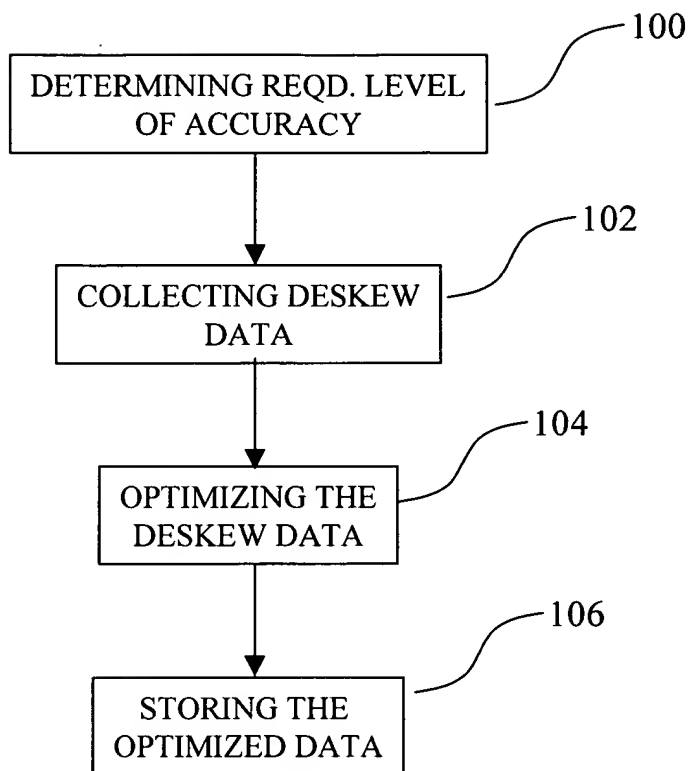 100
DETERMINING REQD. LEVEL
OF ACCURACY
102
COLLECTING DESKEW
DATA
104
OPTIMIZING THE
DESKEW DATA
106
STORING THE
OPTIMIZED DATA